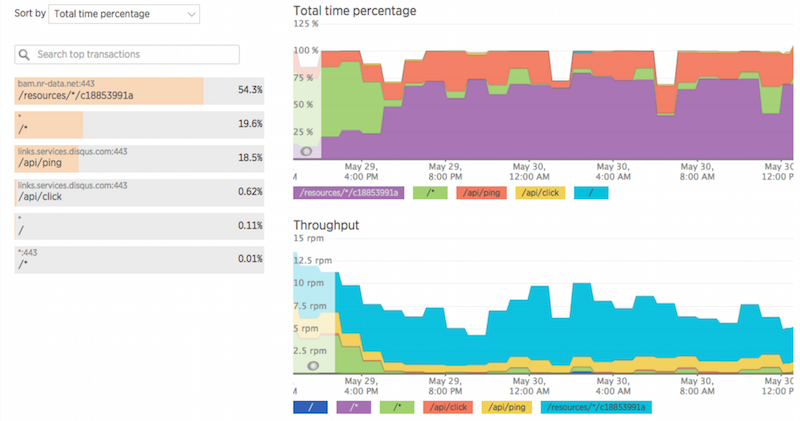 Sort by
Total time percentage
Search top transactions
bam.nr-data.net:443
/resources/*/c18853991a
54.3%
*
/*
19.6%
links.services.disqus.com:443
/api/ping
18.5%
links.services.disqus.com:443
/api/click
0.62%
*
/
0.11%
*:443
/*
0.01%
Total time percentage
125 %
100 %
75 %
50 %
25 %
M
May 29,
4:00 PM
May 29,
8:00 PM
May 30,
12:00 AM
May 30,
4:00 AM
May 30,
8:00 AM
May 30
12:00 P
/resources/*/c18853991a
/*
/api/ping
/api/click
/
Throughput
15 rpm
12.5 rpm
10 rpm
7.5 rpm
5 rpm
2.5 rpm
M
May 29,
4:00 PM
May 29,
8:00 PM
May 30,
12:00 AM
May 30,
4:00 AM
May 30,
8:00 AM
May 30
12:00 P
/
/*
/*
/api/click
/api/ping
/resources/*/c18853991a